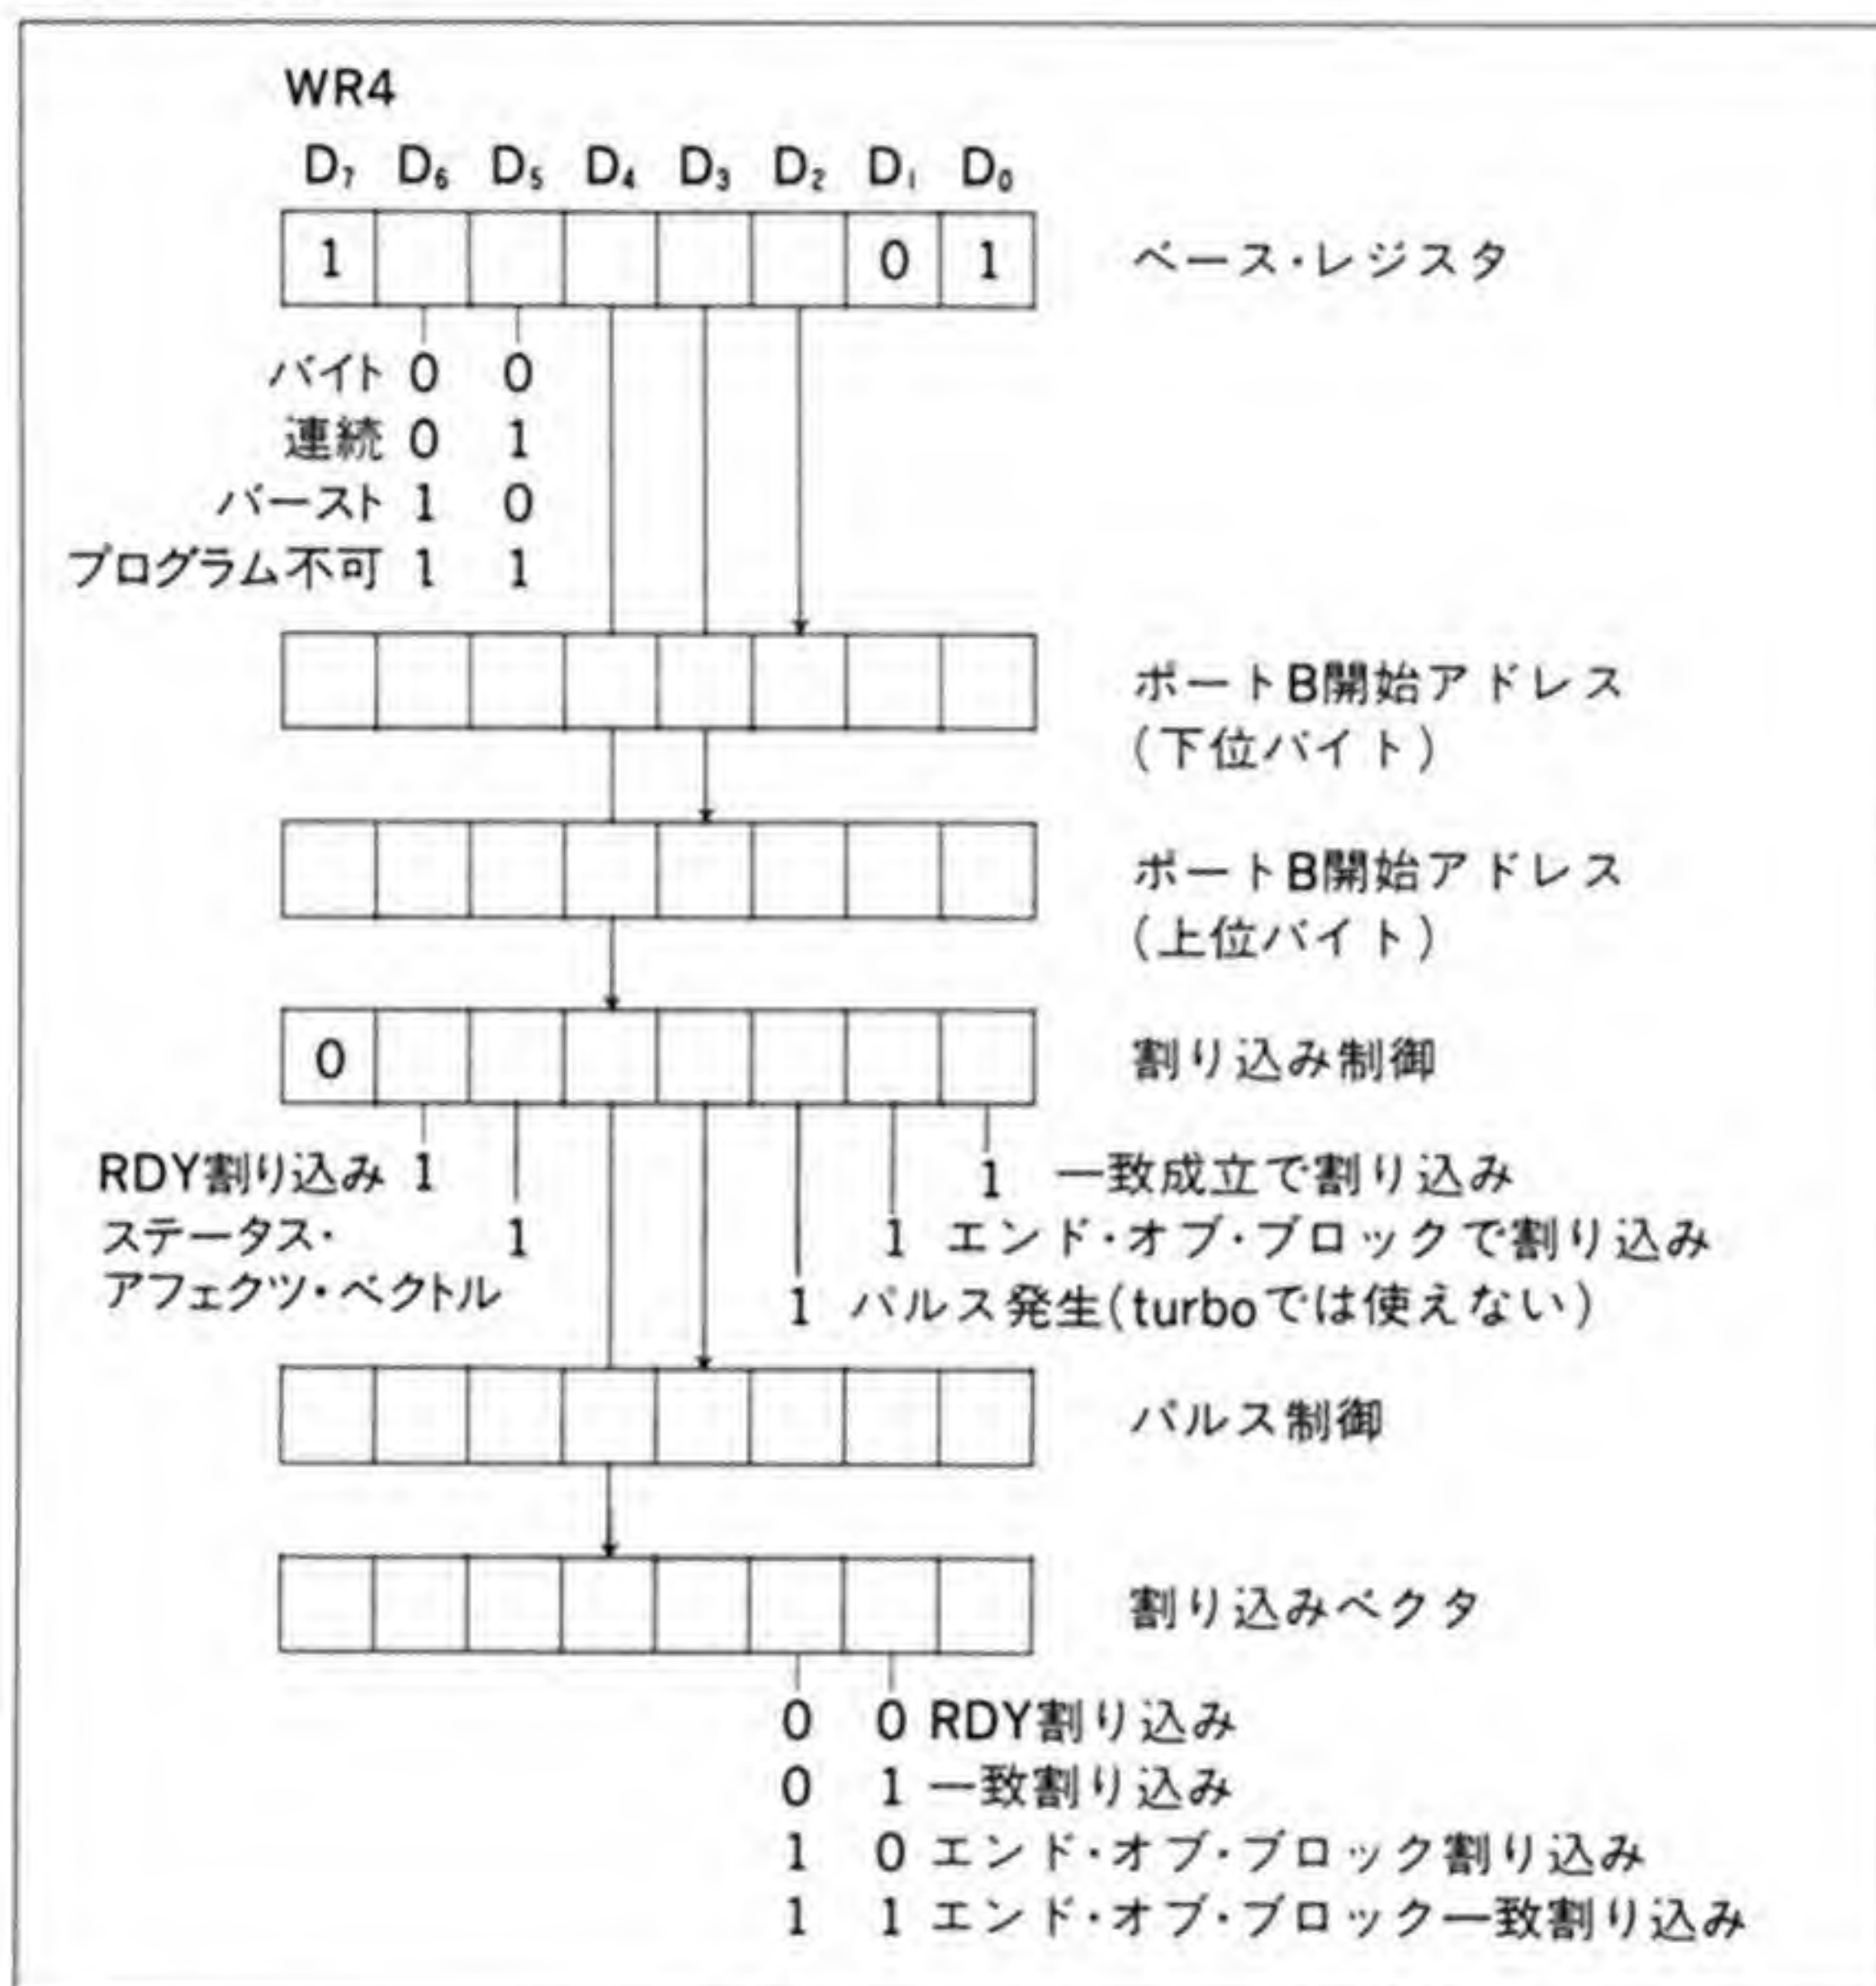 WR4
D₇ D₆ D₅ D₄ D₃ D₂ D₁ D₀
1 0 1 ベース・レジスタ
バイト 0 0
連続 0 1
バースト 1 0
プログラム不可 1 1
ポートB開始アドレス
(下位バイト)
ポートB開始アドレス
(上位バイト)
0 割り込み制御
RDY割り込み 1 1 一致成立で割り込み
ステータス・ 1 1 エンド・オブ・ブロックで割り込み
アフェクツ・ベクトル 1 パルス発生(turboでは使えない)
パルス制御
割り込みベクタ
0 0 RDY割り込み
0 1 一致割り込み
1 0 エンド・オブ・ブロック割り込み
1 1 エンド・オブ・ブロック一致割り込み